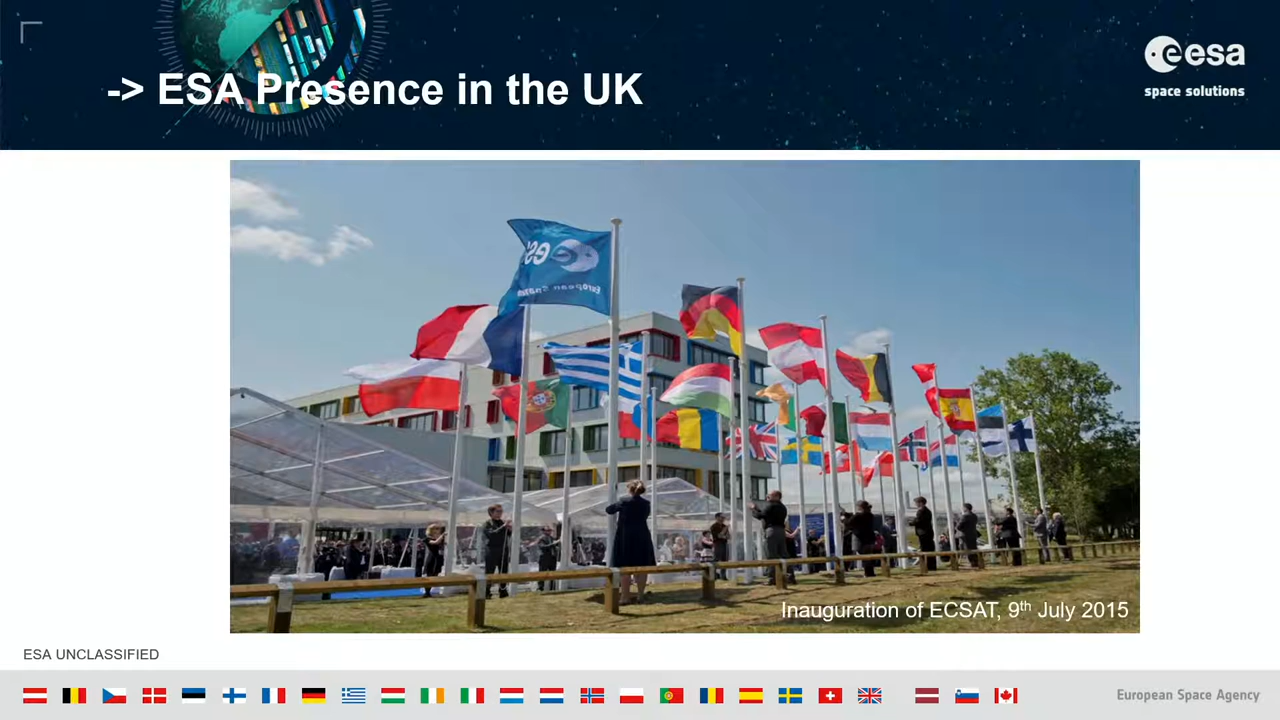 -> ESA Presence in the UK
esa
space solutions
Inauguration of ECSAT, 9th July 2015
ESA UNCLASSIFIED
European Space Agency